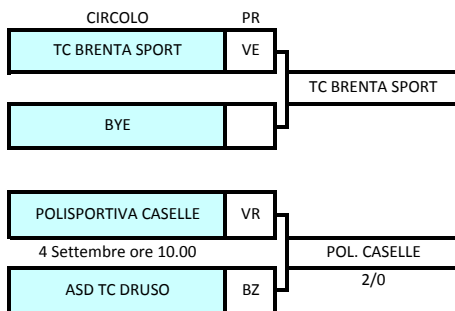 CIRCOLO PR
TC BRENTA SPORT VE
TC BRENTA SPORT
BYE
POLISPORTIVA CASELLE VR
4 Settembre ore 10.00 POL. CASELLE
2/0
ASD TC DRUSO BZ